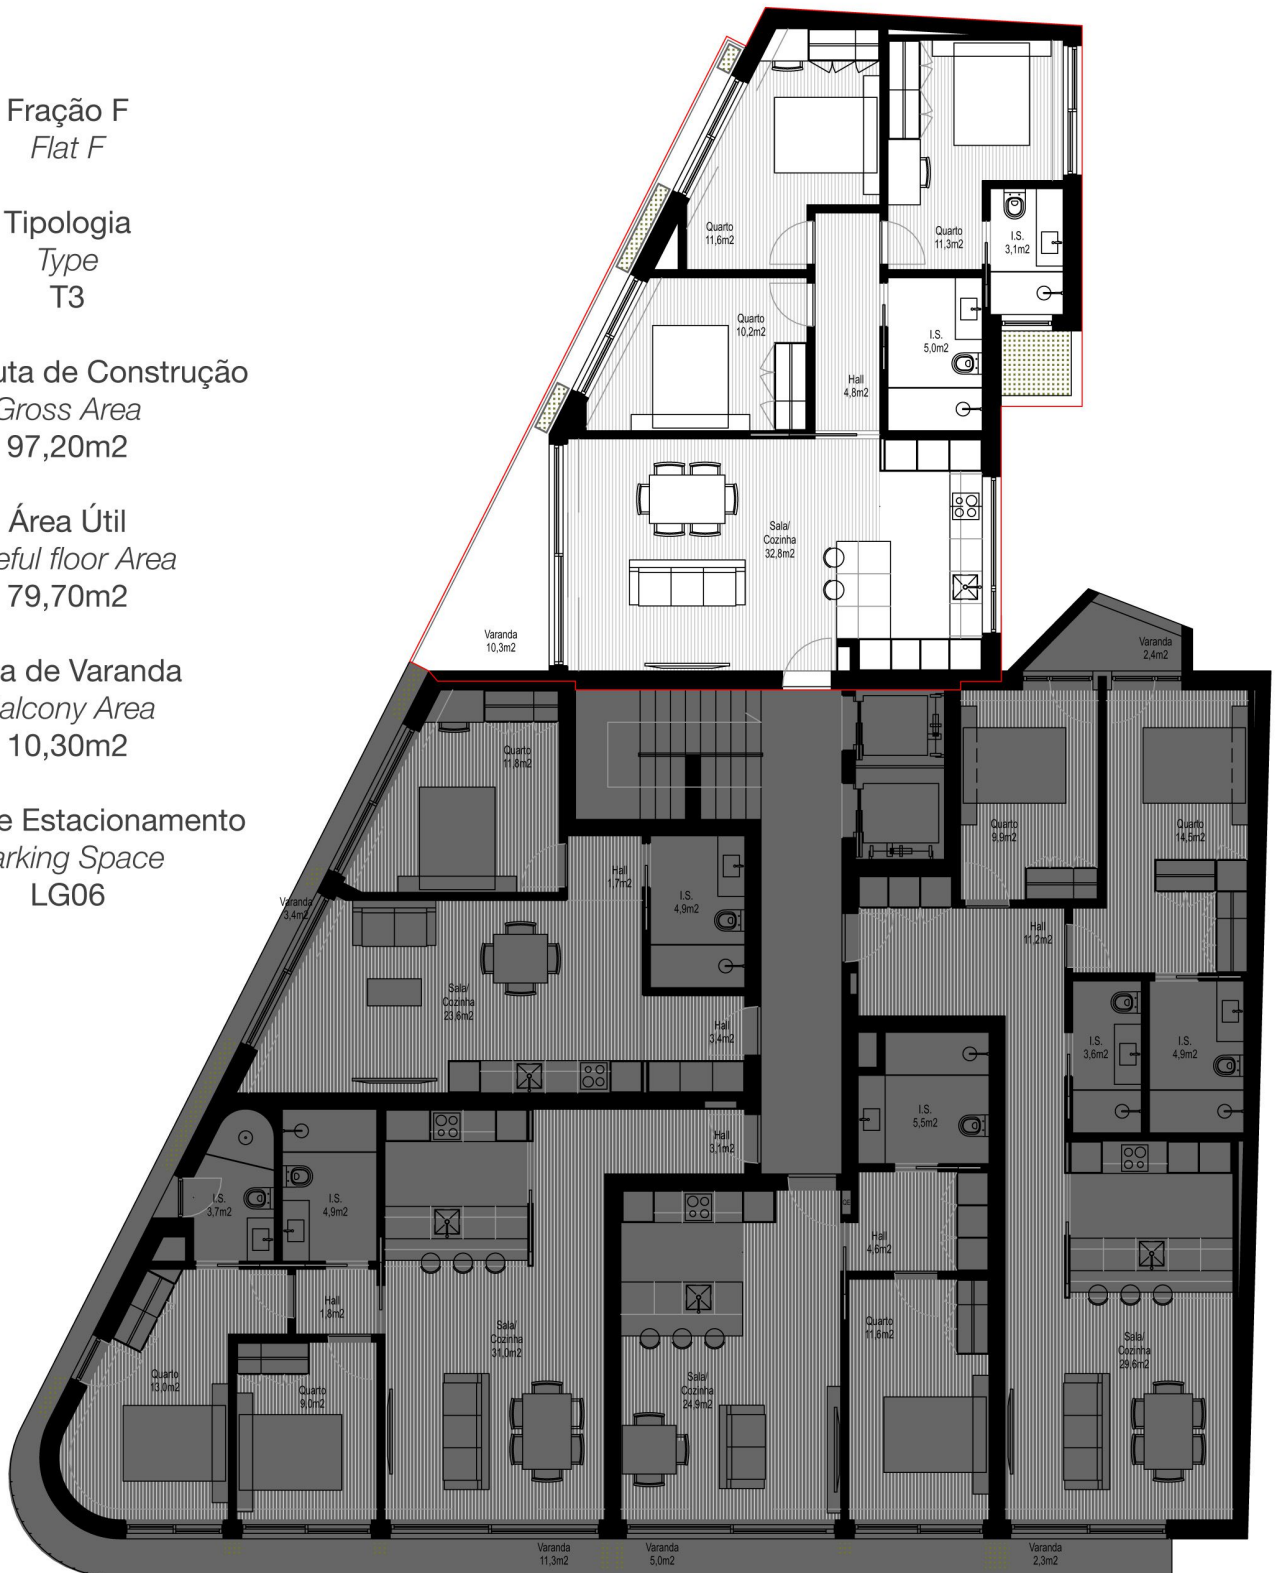 Fração F
Flat F
Tipologia
Type
T3
uta de Construção
Gross Area
97,20m2
Área Útil
eful floor Area
79,70m2
a de Varanda
alcony Area
10,30m2
e Estacionamento
arking Space
LG06
Quarto
11,6m2
Quarto
11,3m2
I.S.
3,1m2
Quarto
10,2m2
I.S.
5,0m2
Hall
4,8m2
Sala/
Cozinha
32,8m2
Varanda
10,3m2
Varanda
2,4m2
Quarto
11,8m2
Quarto
9,9m2
Quarto
14,5m2
Hall
1,7m2
I.S.
4,9m2
Varanda
3,4m2
Hall
11,2m2
Sala/
Cozinha
23,6m2
Hall
3,4m2
I.S.
3,6m2
I.S.
4,9m2
I.S.
5,5m2
Hall
3,1m2
I.S.
3,7m2
I.S.
4,9m2
Hall
4,6m2
Hall
1,8m2
Sala/
Cozinha
31,0m2
Quarto
11,6m2
Sala/
Cozinha
29,6m2
Quarto
13,0m2
Quarto
9,0m2
Sala/
Cozinha
24,9m2
Varanda
11,3m2
Varanda
5,0m2
Varanda
2,3m2